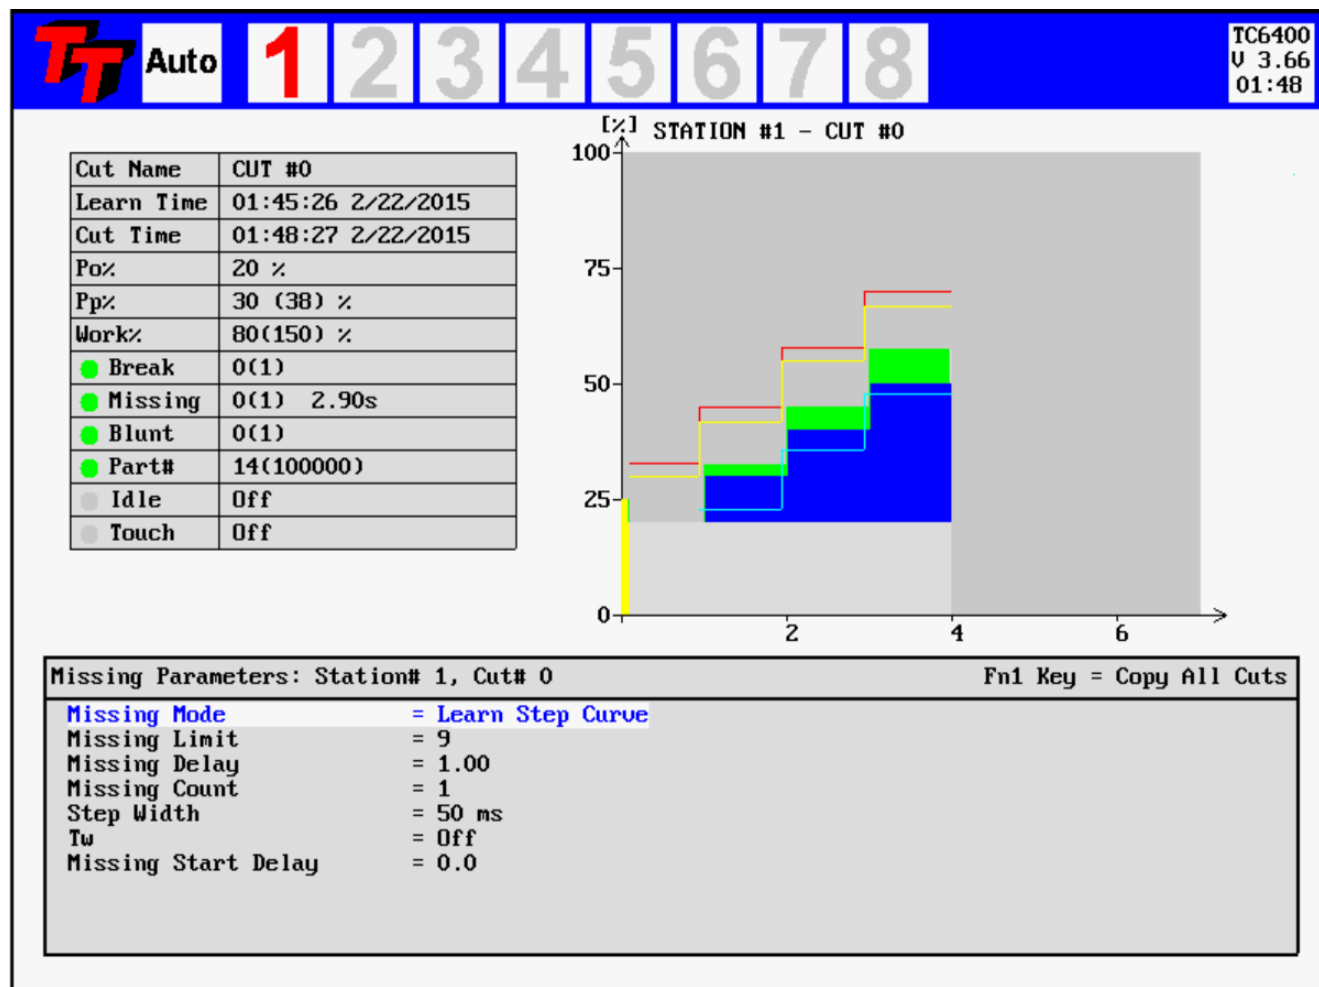 TT Auto 1 2 3 4 5 6 7 8
TC6400
V 3.66
01:48
Cut Name CUT #0
Learn Time 01:45:26 2/22/2015
Cut Time 01:48:27 2/22/2015
Po% 20 %
Pp% 30 (38) %
Work% 80(150) %
Break 0(1)
Missing 0(1) 2.90s
Blunt 0(1)
Part# 14(100000)
Idle Off
Touch Off
[%] STATION #1 - CUT #0
100
75
50
25
0
2 4 6
Missing Parameters: Station# 1, Cut# 0 Fn1 Key = Copy All Cuts
Missing Mode = Learn Step Curve
Missing Limit = 9
Missing Delay = 1.00
Missing Count = 1
Step Width = 50 ms
Tw = Off
Missing Start Delay = 0.0